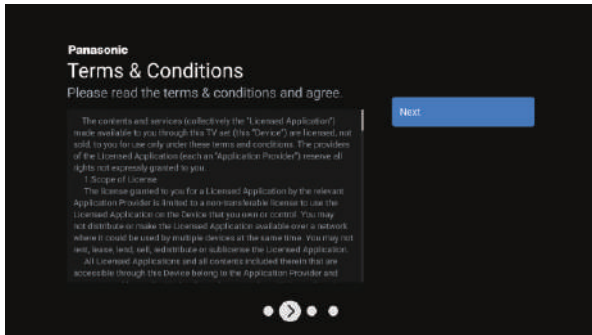 Panasonic
Terms & Conditions
Please read the terms & conditions and agree.
The contents and services (collectively the "Licensed Application")
made available to you through this TV set (this "Device") are licensed, not
sold, to you for use only under these terms and conditions. The providers
of the Licensed Application (each an "Application Provider") reserve all
rights not expressly granted to you.
1.Scope of License
The license granted to you for a Licensed Application by the relevant
Application Provider is limited to a non-transferable license to use the
Licensed Application on the Device that you own or control. You may
not distribute or make the Licensed Application available over a network
where it could be used by multiple devices at the same time. You may not
rent, lease, lend, sell, redistribute or sublicense the Licensed Application.
All Licensed Applications and all contents included therein that are
accessible through this Device belong to the Application Provider and
Next